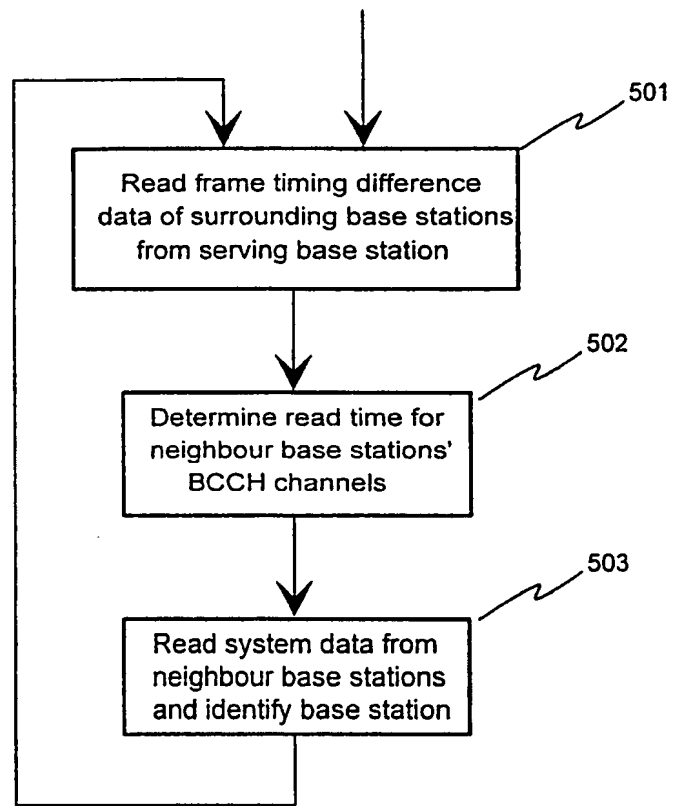 501
Read frame timing difference
data of surrounding base stations
from serving base station
502
Determine read time for
neighbour base stations'
BCCH channels
503
Read system data from
neighbour base stations
and identify base station